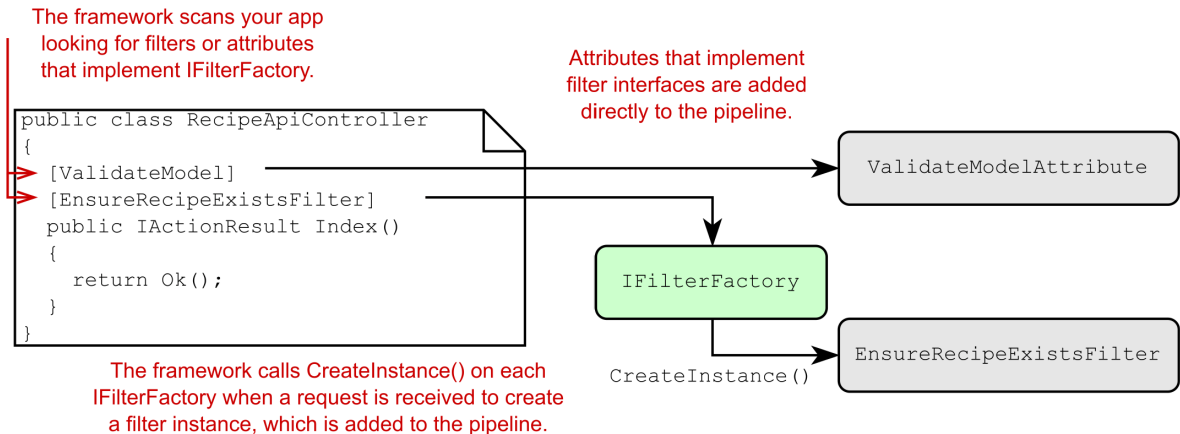 The framework scans your app
looking for filters or attributes
that implement IFilterFactory.
Attributes that implement
filter interfaces are added
directly to the pipeline.
public class RecipeApiController
{
[ValidateModel]
[EnsureRecipeExistsFilter]
public IActionResult Index()
{
return Ok();
}
}
ValidateModelAttribute
IFilterFactory
CreateInstance()
EnsureRecipeExistsFilter
The framework calls CreateInstance() on each
IFilterFactory when a request is received to create
a filter instance, which is added to the pipeline.